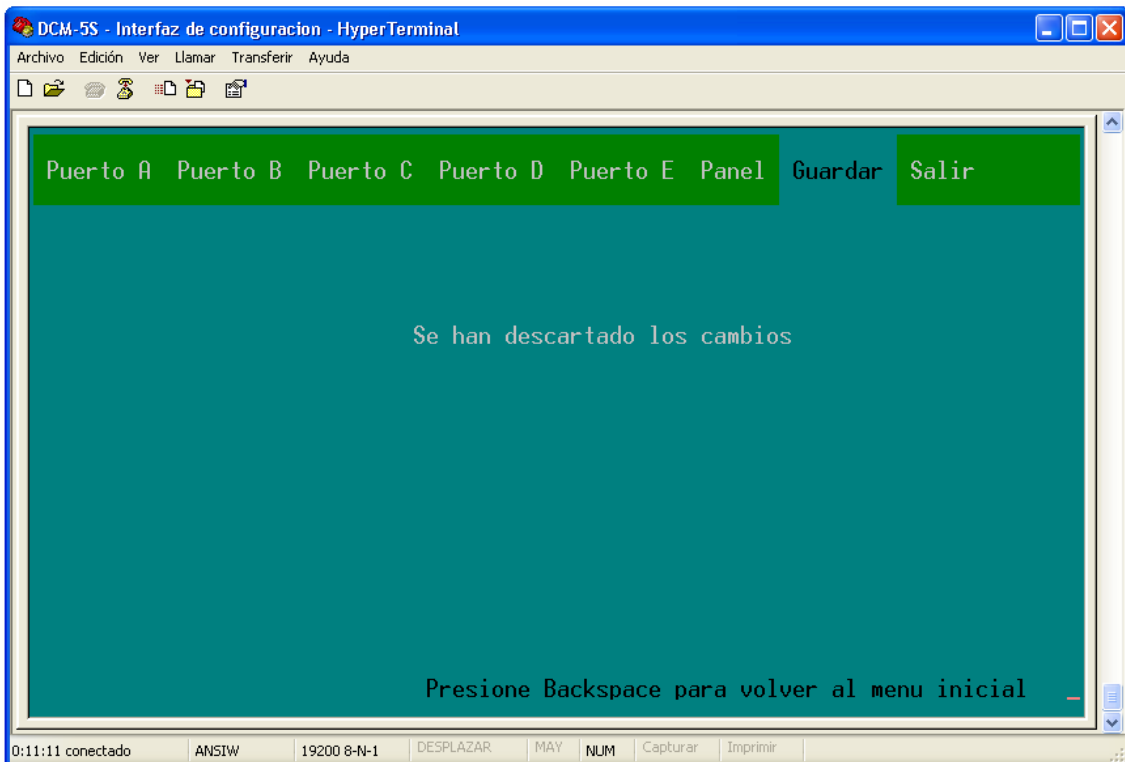 DCM-5S - Interfaz de configuracion - HyperTerminal
Archivo Edición Ver Llamar Transferir Ayuda
Puerto A Puerto B Puerto C Puerto D Puerto E Panel Guardar Salir
Se han descartado los cambios
Presione Backspace para volver al menu inicial _
0:11:11 conectado ANSIW 19200 8-N-1 DESPLAZAR MAY NUM Capturar Imprimir